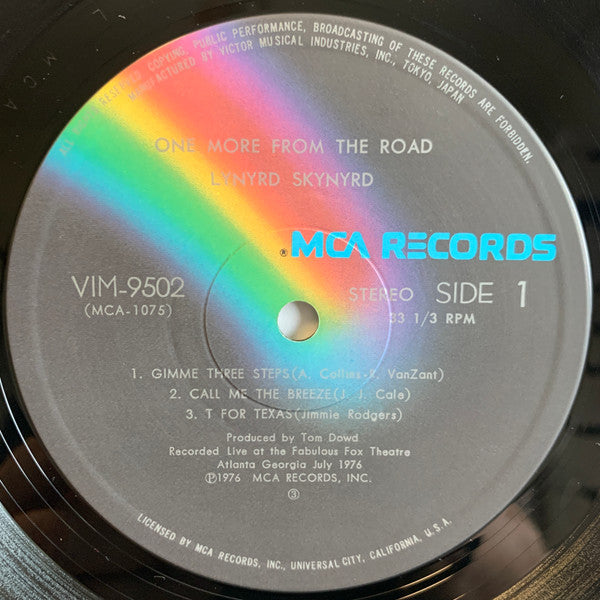 ALL RIGHTS RESERVED COPYING, PUBLIC PERFORMANCE, BROADCASTING OF THESE RECORDS ARE FORBIDDEN.
MANUFACTURED BY VICTOR MUSICAL INDUSTRIES, INC., TOKYO, JAPAN
ONE MORE FROM THE ROAD
LYNYRD SKYNYRD
® MCA RECORDS
VIM-9502
(MCA-1075)
STEREO SIDE 1
33 1/3 RPM
1. GIMME THREE STEPS(A. Collins-R. VanZant)
2. CALL ME THE BREEZE(J. J. Cale)
3. T FOR TEXAS(Jimmie Rodgers)
Produced by Tom Dowd
Recorded Live at the Fabulous Fox Theatre
Atlanta Georgia July 1976
℗1976 MCA RECORDS, INC.
③
LICENSED BY MCA RECORDS, INC., UNIVERSAL CITY, CALIFORNIA, U.S.A.
M C A